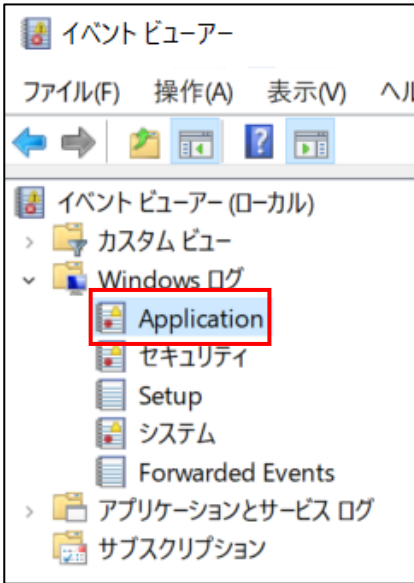 イベント ビューアー
ファイル(F) 操作(A) 表示(V) ヘル
イベント ビューアー (ローカル)
カスタム ビュー
Windows ログ
Application
セキュリティ
Setup
システム
Forwarded Events
アプリケーションとサービス ログ
サブスクリプション